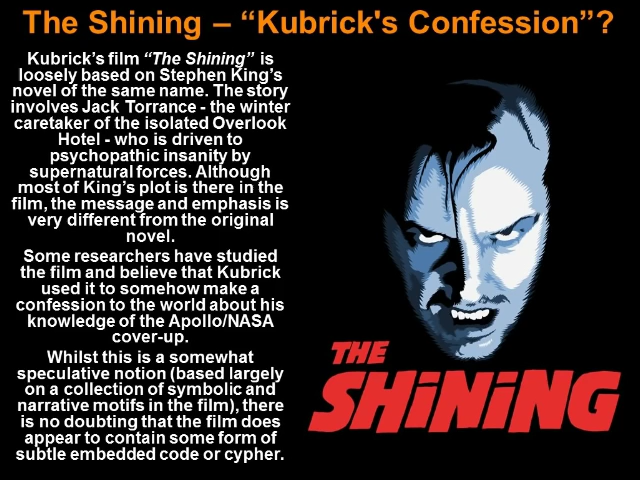 The Shining – “Kubrick's Confession”?
Kubrick’s film “The Shining” is
loosely based on Stephen King’s
novel of the same name. The story
involves Jack Torrance - the winter
caretaker of the isolated Overlook
Hotel - who is driven to
psychopathic insanity by
supernatural forces. Although
most of King’s plot is there in the
film, the message and emphasis is
very different from the original
novel.
Some researchers have studied
the film and believe that Kubrick
used it to somehow make a
confession to the world about his
knowledge of the Apollo/NASA
cover-up.
Whilst this is a somewhat
speculative notion (based largely
on a collection of symbolic and
narrative motifs in the film), there
is no doubting that the film does
appear to contain some form of
subtle embedded code or cypher.
THE
SHiNiNG